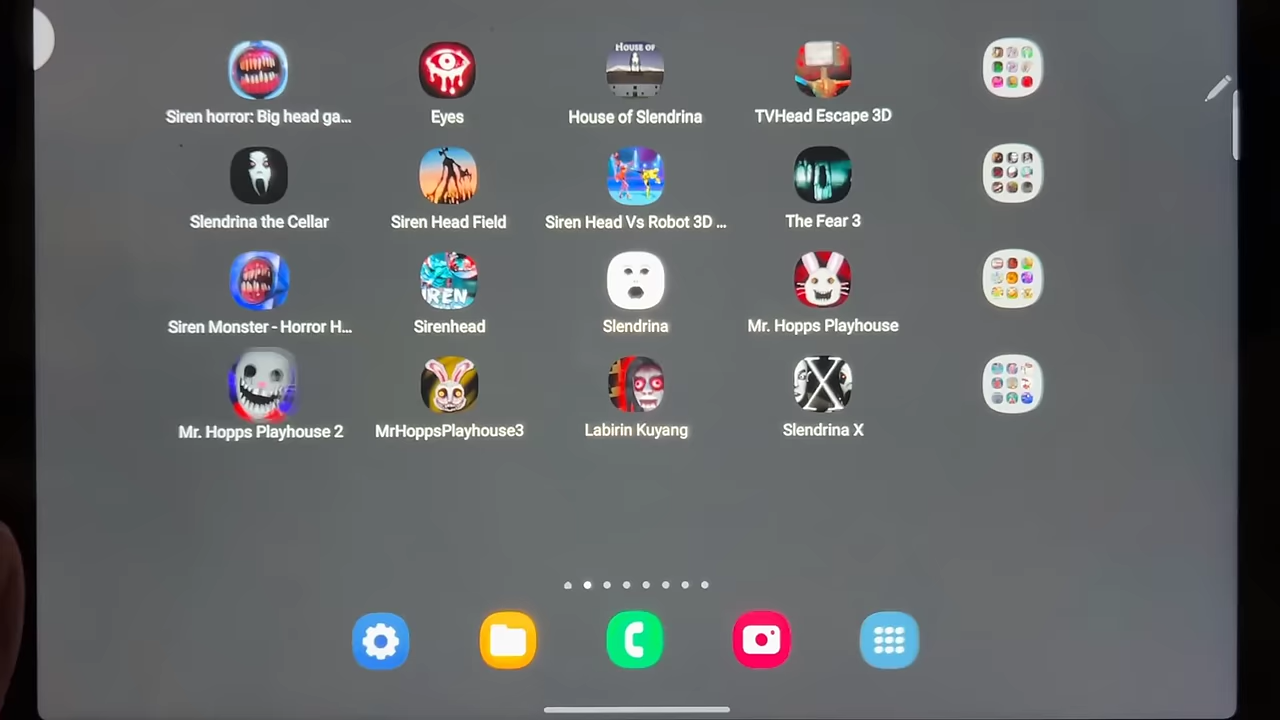 HOUSE OF
Siren horror: Big head ga...
Eyes
House of Slendrina
TVHead Escape 3D
Slendrina the Cellar
Siren Head Field
Siren Head Vs Robot 3D ...
The Fear 3
IREN
Siren Monster - Horror H...
Sirenhead
Slendrina
Mr. Hopps Playhouse
X
Mr. Hopps Playhouse 2
MrHoppsPlayhouse3
Labirin Kuyang
Slendrina X